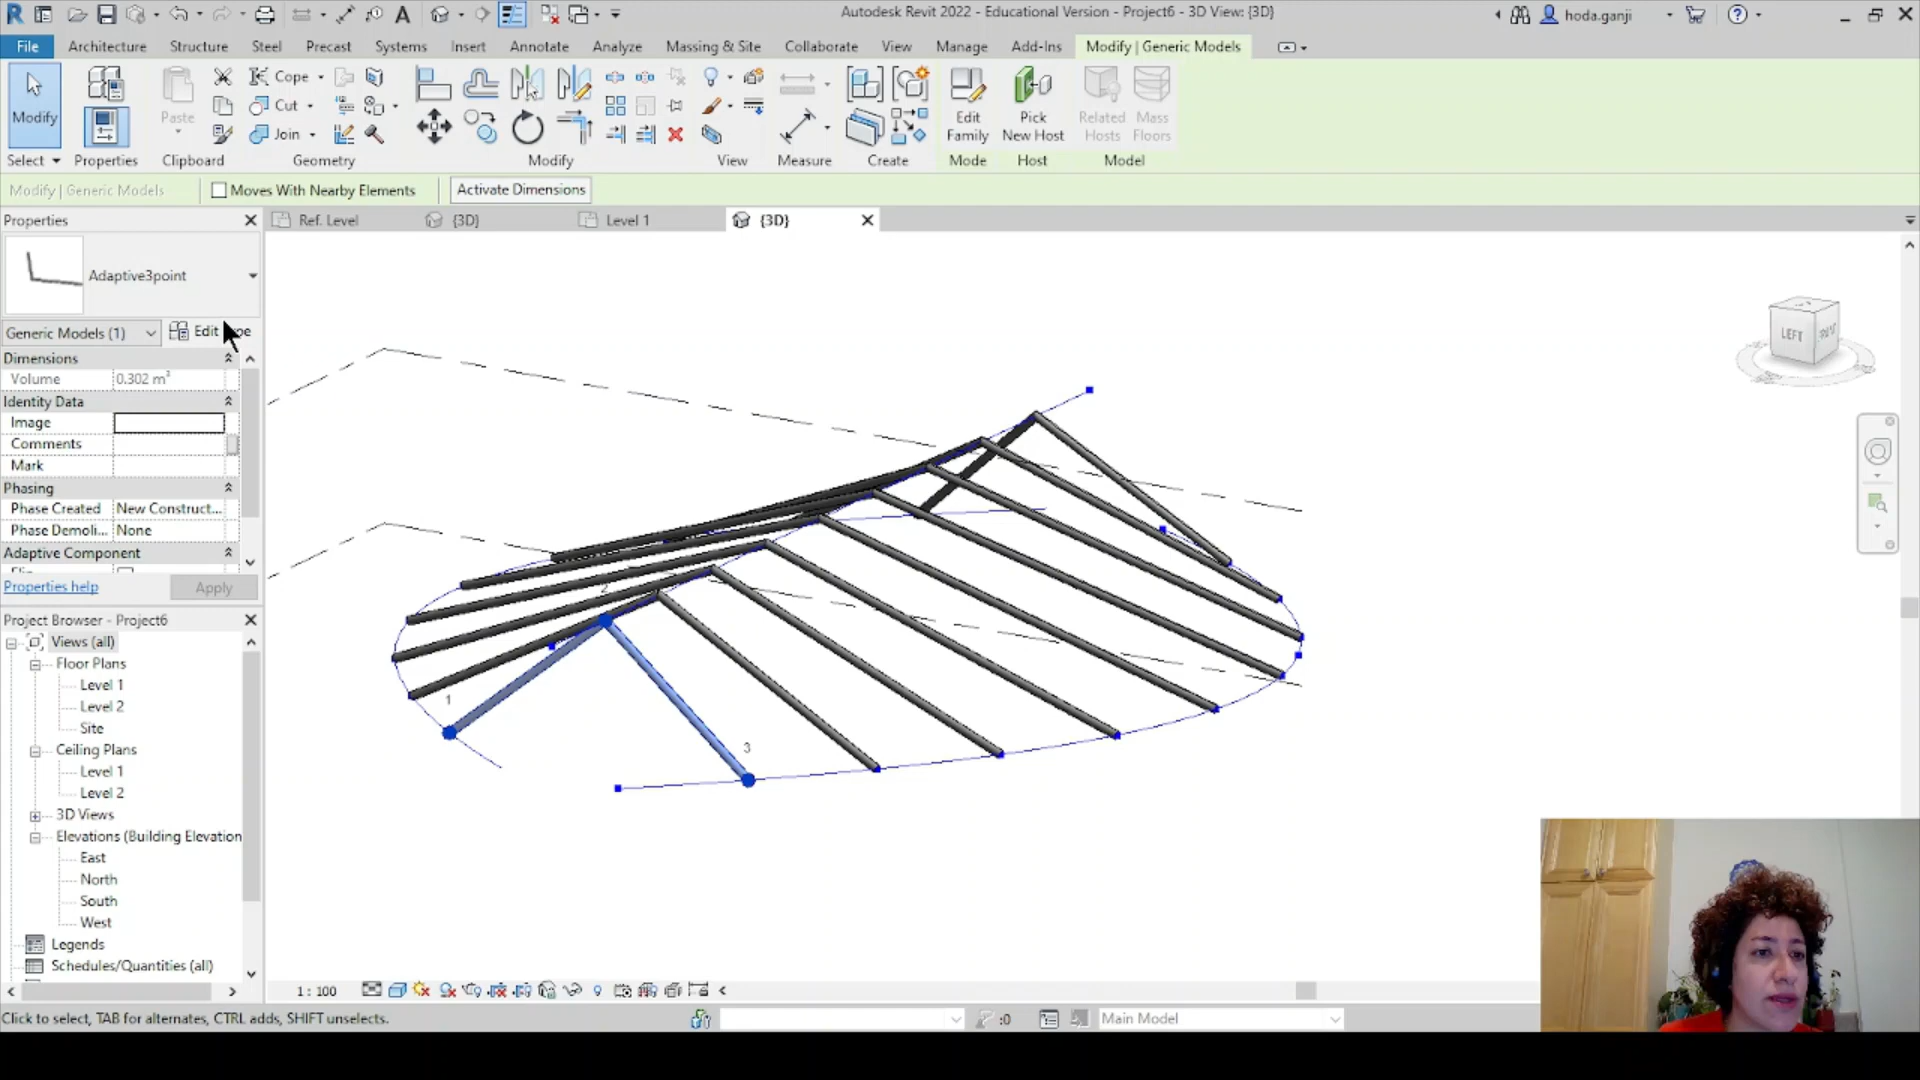 Autodesk Revit 2022 - Educational Version - Project6 - 3D View: {3D}
hoda.ganji
File Architecture Structure Steel Precast Systems Insert Annotate Analyze Massing & Site Collaborate View Manage Add-Ins Modify | Generic Models
Modify
Paste
Cope
Cut
Join
Edit Family
Pick New Host
Related Hosts
Mass Floors
Select Properties Clipboard Geometry Modify View Measure Create Mode Host Model
Modify | Generic Models Moves With Nearby Elements Activate Dimensions
Properties
Ref. Level {3D} Level 1 {3D}
Adaptive3point
Generic Models (1)
Dimensions
Volume 0.302 m³
Identity Data
Image
Comments
Mark
Phasing
Phase Created New Construct...
Phase Demoli... None
Adaptive Component
Properties help Apply
Project Browser - Project6
Views (all)
Floor Plans
Level 1
Level 2
Site
Ceiling Plans
Level 1
Level 2
3D Views
Elevations (Building Elevation
East
North
South
West
Legends
Schedules/Quantities (all)
LEFT
2
1
3
1 : 100
Click to select, TAB for alternates, CTRL adds, SHIFT unselects.
:0
Main Model